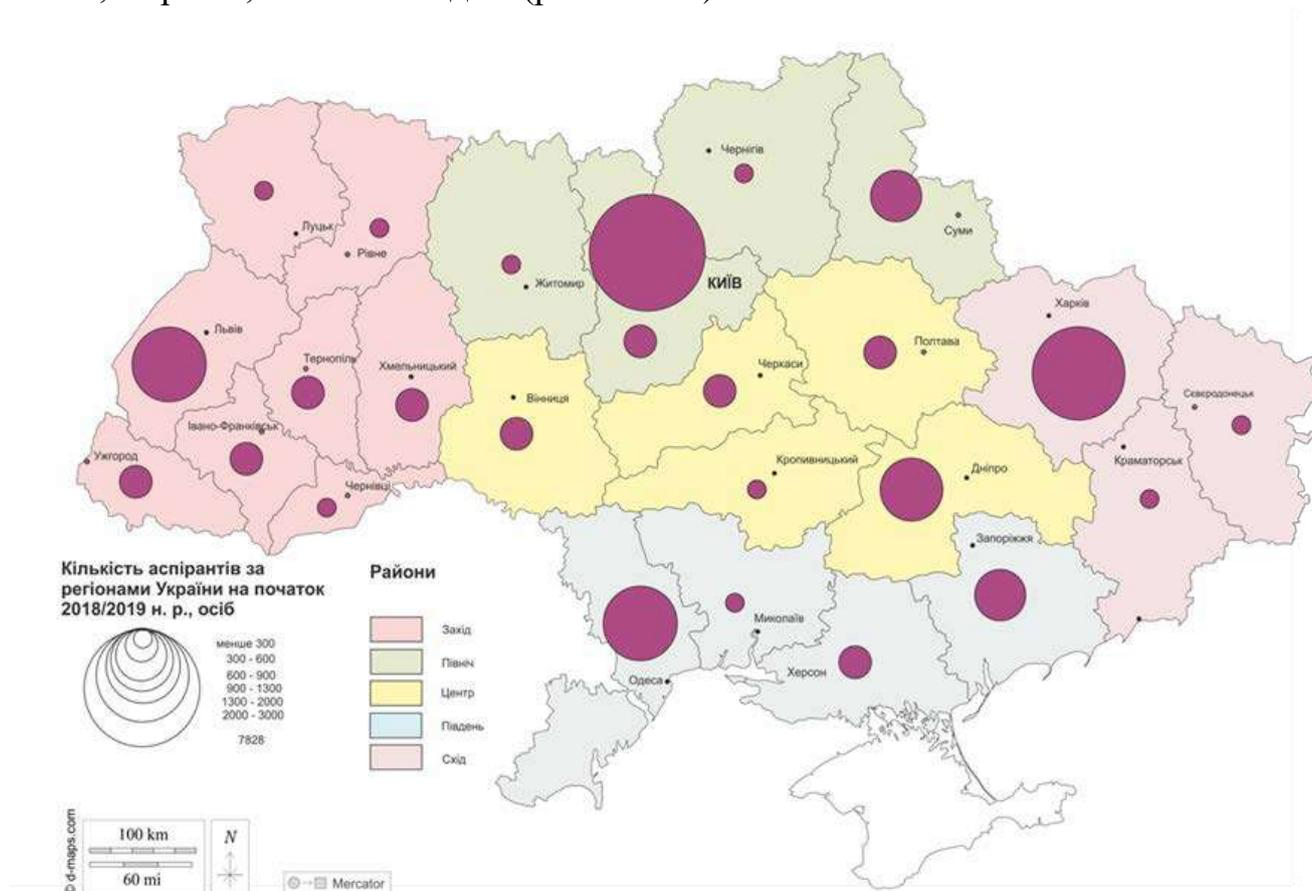 Чернігів
Суми
Луцьк
Рівне
Житомир
КИЇВ
Харків
Львів
Тернопіль
Хмельницький
Вінниця
Черкаси
Полтава
Сєвєродонецьк
Івано-Франківськ
Ужгород
Чернівці
Кропивницький
Дніпро
Краматорськ
Запоріжжя
Миколаїв
Херсон
Одеса
Кількість аспірантів за
регіонами України на початок
2018/2019 н. р., осіб
менше 300
300 - 600
600 - 900
900 - 1300
1300 - 2000
2000 - 3000
7828
Райони
Захід
Північ
Центр
Південь
Схід
© d-maps.com
100 km
60 mi
N
Mercator